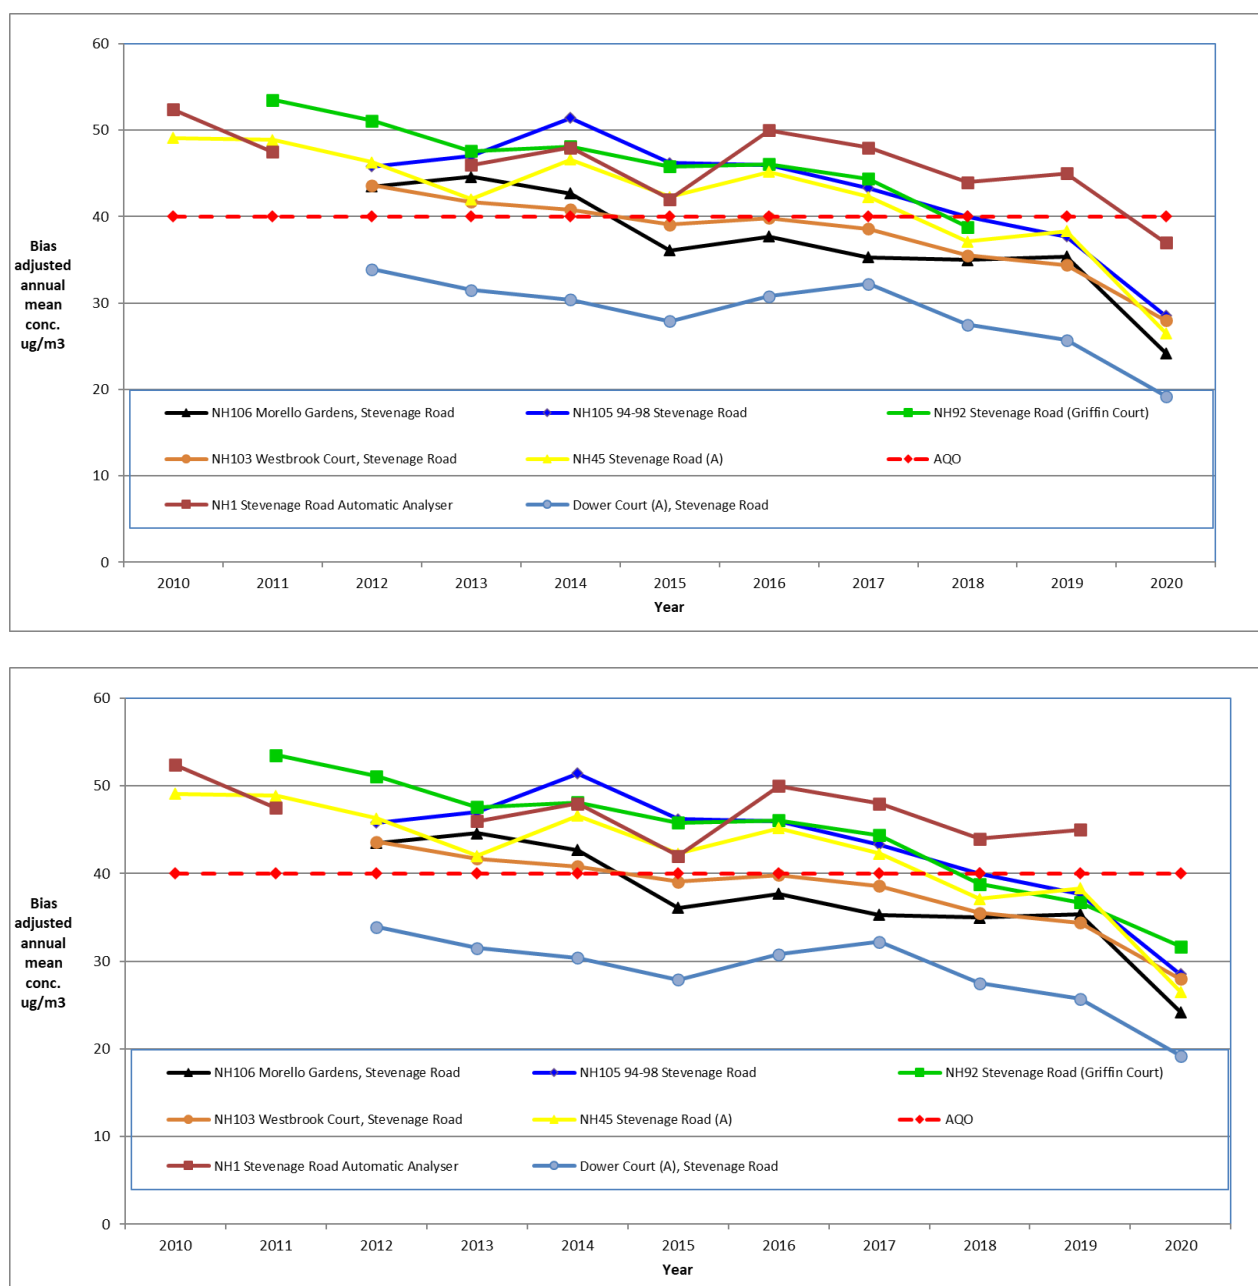 60
50
40
30
20
10
0
Bias
adjusted
annual
mean
conc.
ug/m3
NH106 Morello Gardens, Stevenage Road
NH105 94-98 Stevenage Road
NH92 Stevenage Road (Griffin Court)
NH103 Westbrook Court, Stevenage Road
NH45 Stevenage Road (A)
AQO
NH1 Stevenage Road Automatic Analyser
Dower Court (A), Stevenage Road
2010 2011 2012 2013 2014 2015 2016 2017 2018 2019 2020
Year
60
50
40
30
20
10
0
Bias
adjusted
annual
mean
conc.
ug/m3
NH106 Morello Gardens, Stevenage Road
NH105 94-98 Stevenage Road
NH92 Stevenage Road (Griffin Court)
NH103 Westbrook Court, Stevenage Road
NH45 Stevenage Road (A)
AQO
NH1 Stevenage Road Automatic Analyser
Dower Court (A), Stevenage Road
2010 2011 2012 2013 2014 2015 2016 2017 2018 2019 2020
Year